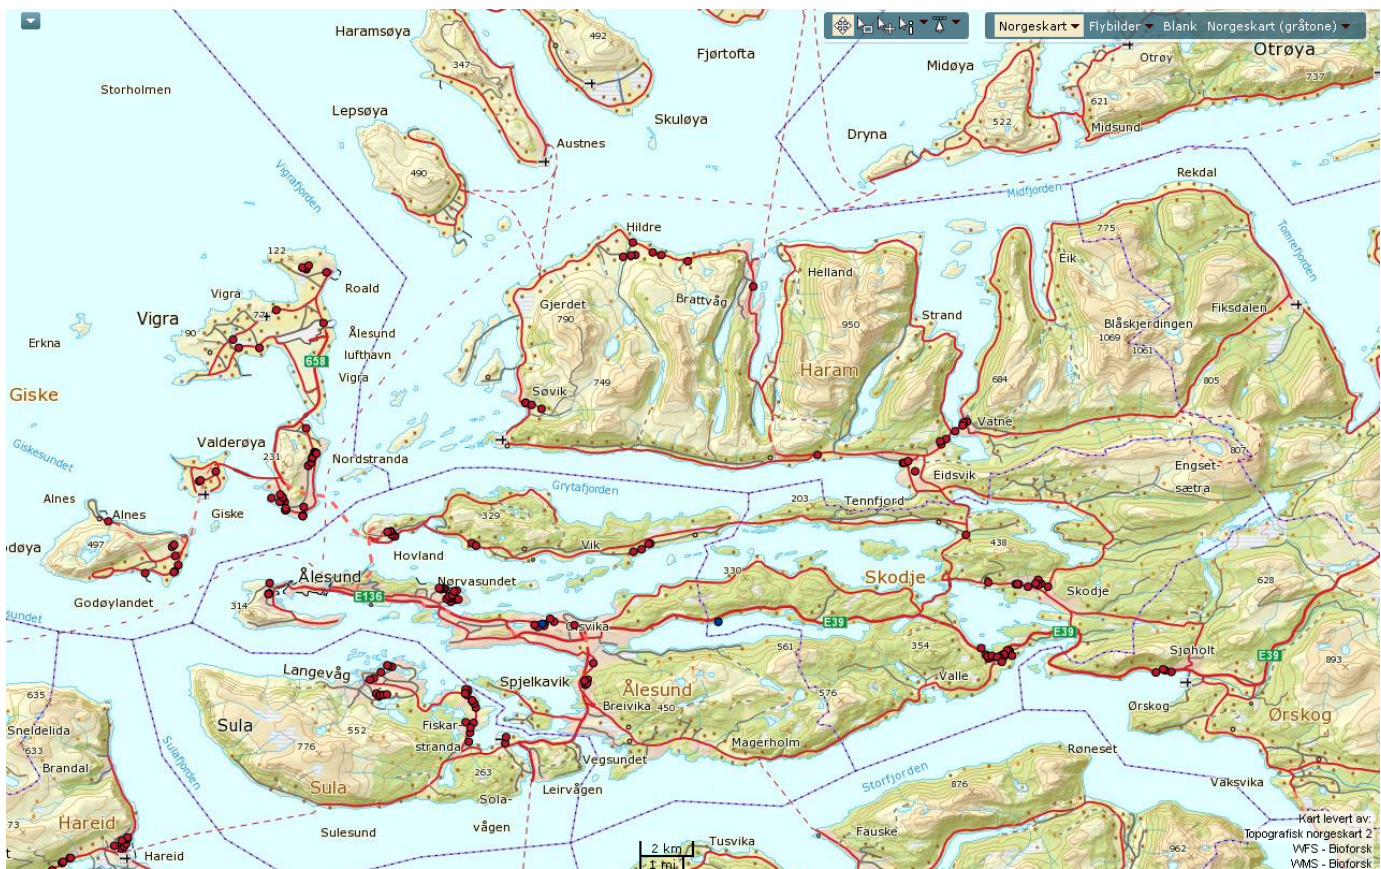 Norgeskart Flybilder Blank Norgeskart (gråtone)
Haramsøya
492
Fjørtofta
Otrøya
Otrøy
347
Midøya
737
Storholmen
621
Lepsøya
Skuløya
522
Midsund
Dryna
Austnes
490
Rekdal
Vigrafjorden
Midfjorden
Hildre
775
Tomrefjorden
122
Eik
Helland
Roald
Vigra
Gjerdet
Brattvåg
Fiksdalen
Vigra
77
790
950
Strand
Blåskjerdingen
90
Ålesund
1069
1061
Erkna
lufthavn
658
Vigra
Haram
749
684
805
Giske
Søvik
Vatne
Valderøya
Giskesundet
231
Nordstranda
807
Engset-
Eidsvik
sætra
Grytafjorden
Alnes
203
Tennfjord
Alnes
Giske
329
497
Vik
438
Hovland
Ålesund
330
Skodje
628
Nørvasundet
Skodje
E136
Godøylandet
314
E39
E39
561
354
Sjøholt
E39
893
Langevåg
Spjelkavik
Ålesund
Valle
635
576
Breivika
450
Ørskog
Sula
Fiskar-
Ørskog
Sneldelida
552
stranda
Magerholm
633
776
Røneset
Brandal
Sulafjorden
Vegsundet
263
Storfjorden
Vaksvika
Sula
Leirvågen
876
Sola-
vågen
Kart levert av:
73
Hareid
Sulesund
Fauske
Topografisk norgeskart 2
Tusvika
2 km
962
WFS - Bioforsk
Hareid
1 mi
WMS - Bioforsk